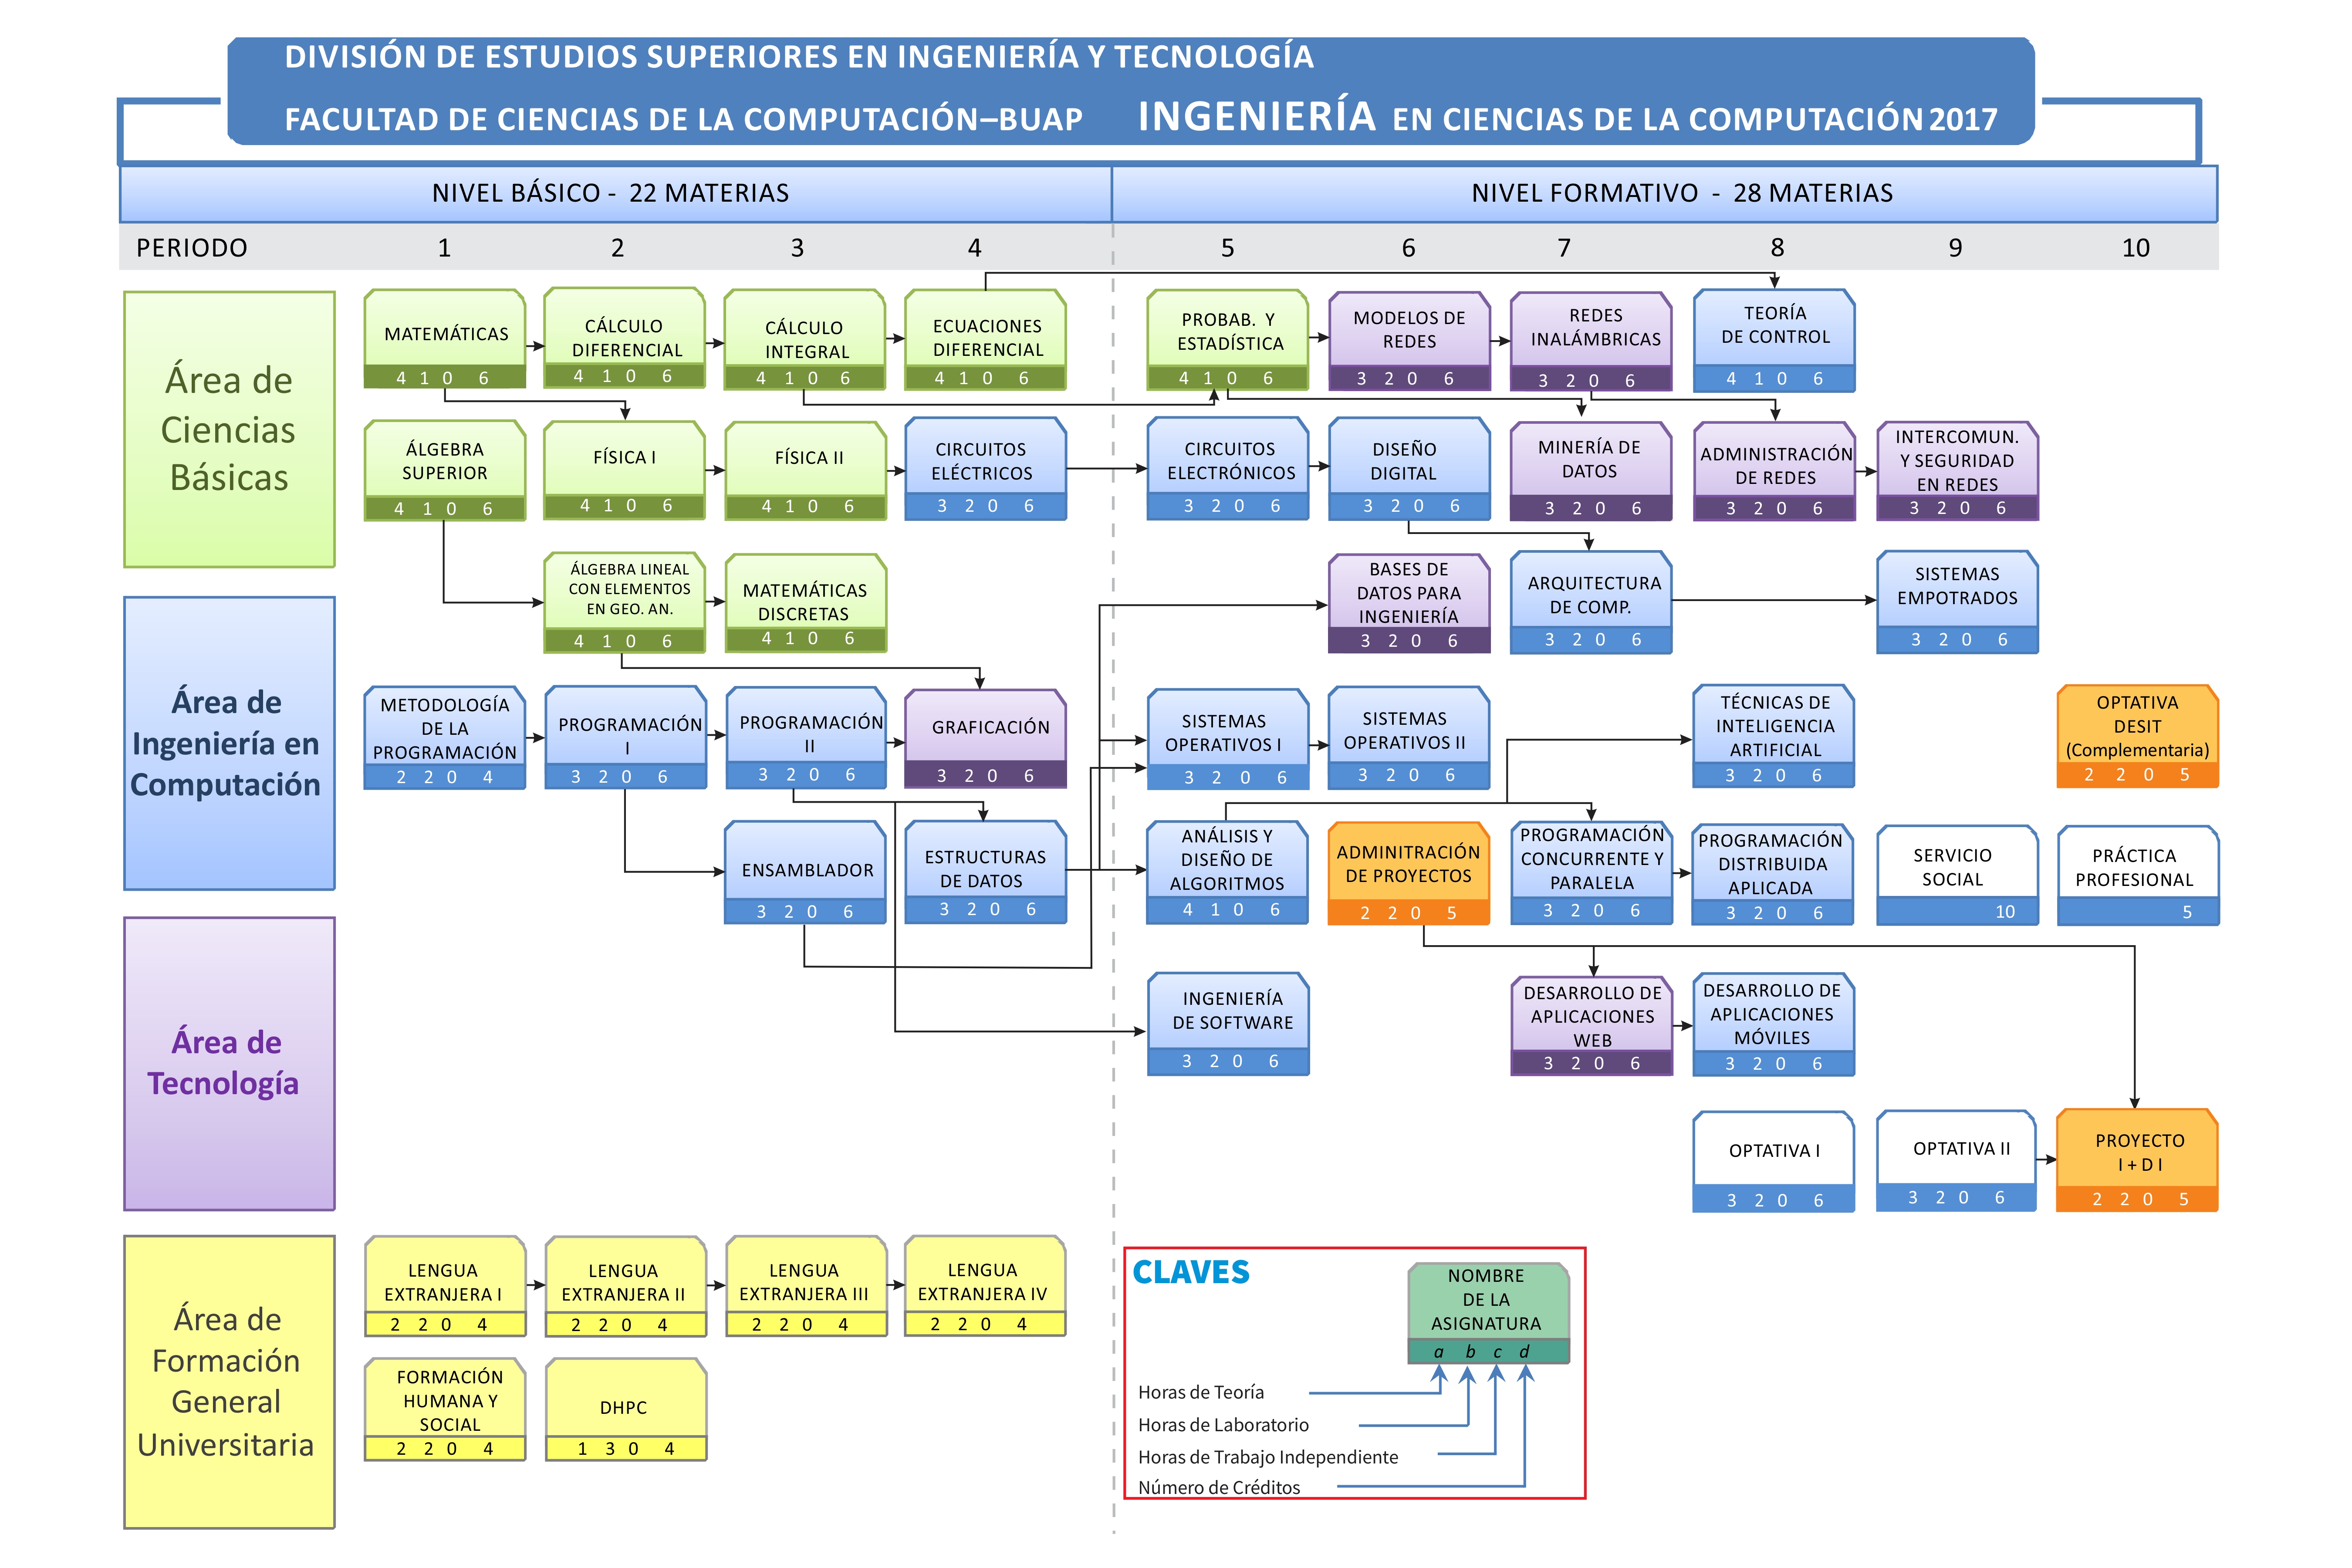 DIVISIÓN DE ESTUDIOS SUPERIORES EN INGENIERÍA Y TECNOLOGÍA
FACULTAD DE CIENCIAS DE LA COMPUTACIÓN–BUAP INGENIERÍA EN CIENCIAS DE LA COMPUTACIÓN 2017
NIVEL BÁSICO - 22 MATERIAS
NIVEL FORMATIVO - 28 MATERIAS
PERIODO 1 2 3 4 5 6 7 8 9 10
Área de
Ciencias
Básicas
MATEMÁTICAS
4 1 0 6
CÁLCULO
DIFERENCIAL
4 1 0 6
CÁLCULO
INTEGRAL
4 1 0 6
ECUACIONES
DIFERENCIAL
4 1 0 6
PROBAB. Y
ESTADÍSTICA
4 1 0 6
MODELOS DE
REDES
3 2 0 6
REDES
INALÁMBRICAS
3 2 0 6
TEORÍA
DE CONTROL
4 1 0 6
ÁLGEBRA
SUPERIOR
4 1 0 6
FÍSICA I
4 1 0 6
FÍSICA II
4 1 0 6
CIRCUITOS
ELÉCTRICOS
3 2 0 6
CIRCUITOS
ELECTRÓNICOS
3 2 0 6
DISEÑO
DIGITAL
3 2 0 6
MINERÍA DE
DATOS
3 2 0 6
ADMINISTRACIÓN
DE REDES
3 2 0 6
INTERCOMUN.
Y SEGURIDAD
EN REDES
3 2 0 6
ÁLGEBRA LINEAL
CON ELEMENTOS
EN GEO. AN.
4 1 0 6
MATEMÁTICAS
DISCRETAS
4 1 0 6
BASES DE
DATOS PARA
INGENIERÍA
3 2 0 6
ARQUITECTURA
DE COMP.
3 2 0 6
SISTEMAS
EMPOTRADOS
3 2 0 6
Área de
Ingeniería en
Computación
METODOLOGÍA
DE LA
PROGRAMACIÓN
2 2 0 4
PROGRAMACIÓN
I
3 2 0 6
PROGRAMACIÓN
II
3 2 0 6
GRAFICACIÓN
3 2 0 6
SISTEMAS
OPERATIVOS I
3 2 0 6
SISTEMAS
OPERATIVOS II
3 2 0 6
TÉCNICAS DE
INTELIGENCIA
ARTIFICIAL
3 2 0 6
OPTATIVA
DESIT
(Complementaria)
2 2 0 5
ENSAMBLADOR
3 2 0 6
ESTRUCTURAS
DE DATOS
3 2 0 6
ANÁLISIS Y
DISEÑO DE
ALGORITMOS
4 1 0 6
ADMINITRACIÓN
DE PROYECTOS
2 2 0 5
PROGRAMACIÓN
CONCURRENTE Y
PARALELA
3 2 0 6
PROGRAMACIÓN
DISTRIBUIDA
APLICADA
3 2 0 6
SERVICIO
SOCIAL
10
PRÁCTICA
PROFESIONAL
5
Área de
Tecnología
INGENIERÍA
DE SOFTWARE
3 2 0 6
DESARROLLO DE
APLICACIONES
WEB
3 2 0 6
DESARROLLO DE
APLICACIONES
MÓVILES
3 2 0 6
OPTATIVA I
3 2 0 6
OPTATIVA II
3 2 0 6
PROYECTO
I + D I
2 2 0 5
Área de
Formación
General
Universitaria
LENGUA
EXTRANJERA I
2 2 0 4
LENGUA
EXTRANJERA II
2 2 0 4
LENGUA
EXTRANJERA III
2 2 0 4
LENGUA
EXTRANJERA IV
2 2 0 4
FORMACIÓN
HUMANA Y
SOCIAL
2 2 0 4
DHPC
1 3 0 4
CLAVES
NOMBRE
DE LA
ASIGNATURA
a b c d
Horas de Teoría
Horas de Laboratorio
Horas de Trabajo Independiente
Número de Créditos